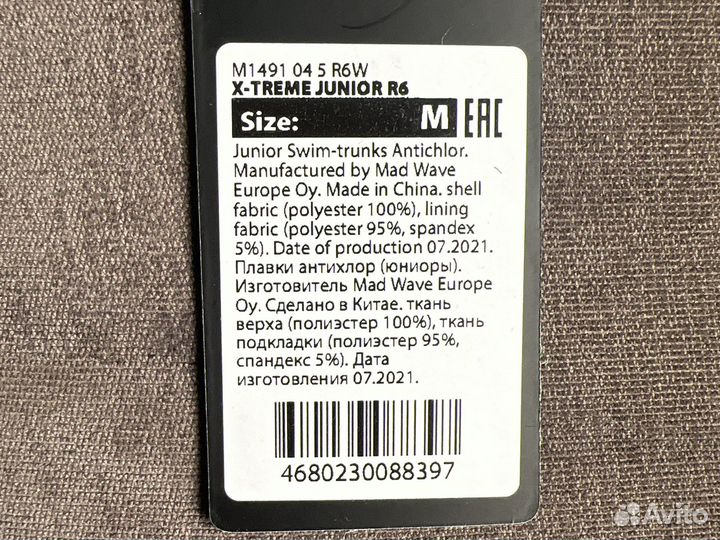 M1491 04 5 R6W
X-TREME JUNIOR R6
Size: M EAC
Junior Swim-trunks Antichlor.
Manufactured by Mad Wave
Europe Oy. Made in China. shell
fabric (polyester 100%), lining
fabric (polyester 95%, spandex
5%). Date of production 07.2021.
Плавки антихлор (юниоры).
Изготовитель Mad Wave Europe
Oy. Сделано в Китае. ткань
верха (полиэстер 100%), ткань
подкладки (полиэстер 95%,
спандекс 5%). Дата
изготовления 07.2021.
4680230088397
Avito